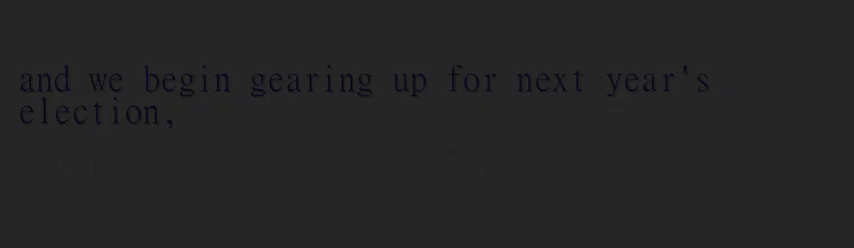 and we begin gearing up for next year's
election,